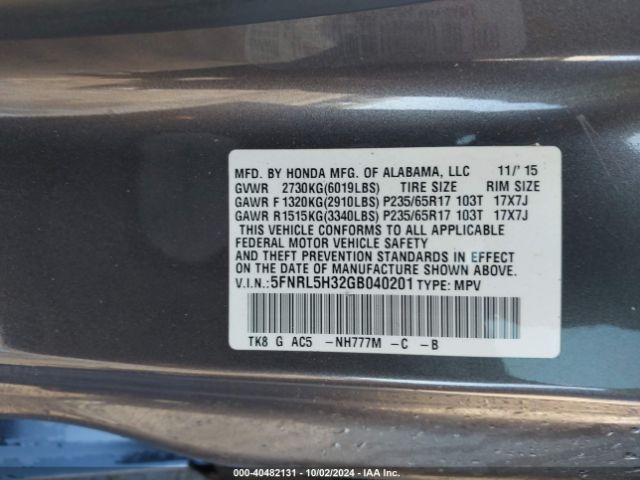 MFD. BY HONDA MFG. OF ALABAMA, LLC 11/'15
GVWR 2730KG(6019LBS) TIRE SIZE RIM SIZE
GAWR F 1320KG(2910LBS) P235/65R17 103T 17X7J
GAWR R1515KG(3340LBS) P235/65R17 103T 17X7J
THIS VEHICLE CONFORMS TO ALL APPLICABLE
FEDERAL MOTOR VEHICLE SAFETY
AND THEFT PREVENTION STANDARDS IN EFFECT
ON THE DATE OF MANUFACTURE SHOWN ABOVE.
V.I.N.:5FNRL5H32GB040201 TYPE: MPV
TK8 G AC5 -NH777M -C -B
000-40482131 - 10/02/2024 - IAA Inc.